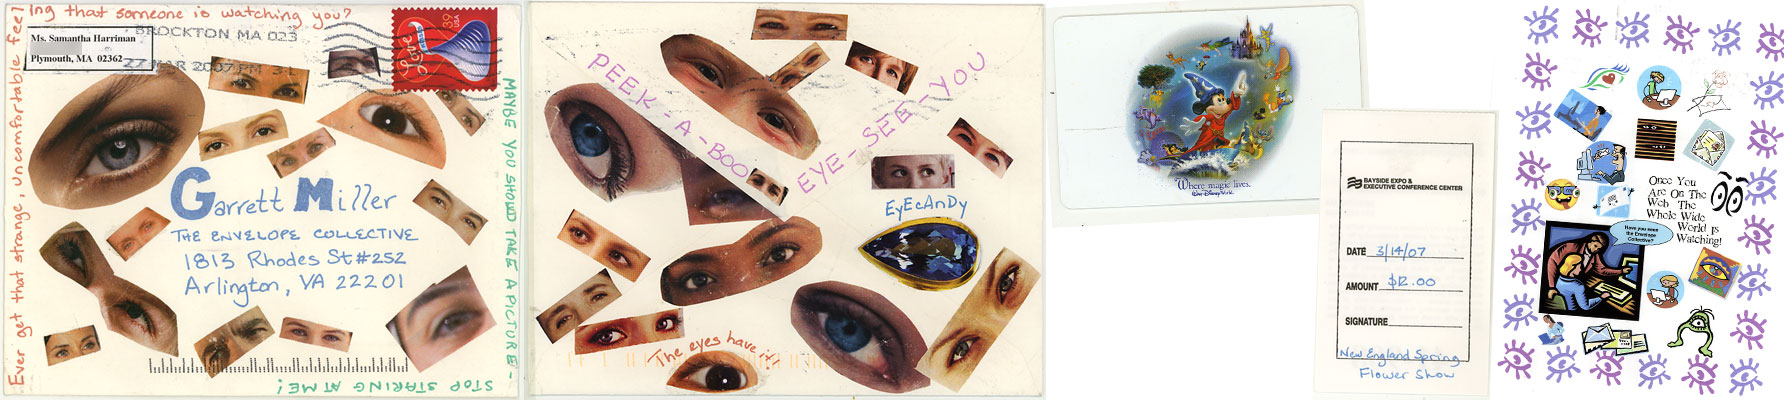 Ever get that strange, uncomfortable feeling that someone is watching you?
Ms. Samantha Harriman
Plymouth, MA 02362
BROCKTON MA 023
27 MAR 2007 PM 3 L
Love
39
USA
Garrett Miller
THE ENVELOPE COLLECTIVE
1813 Rhodes St #252
Arlington, VA 22201
MAYBE YOU SHOULD TAKE A PICTURE-
STOP STARING AT ME!
PEEK-A-BOO
EYE-SEE-YOU
EyEcAnDy
The eyes have it!
Where magic lives.
Walt Disney World
BAYSIDE EXPO &
EXECUTIVE CONFERENCE CENTER
DATE 3/14/07
AMOUNT $12.00
SIGNATURE
New England Spring
Flower Show
Once You
Are On The
Web The
Whole Wide
World Is
Watching!
Have you seen
the Envelope
Collective?